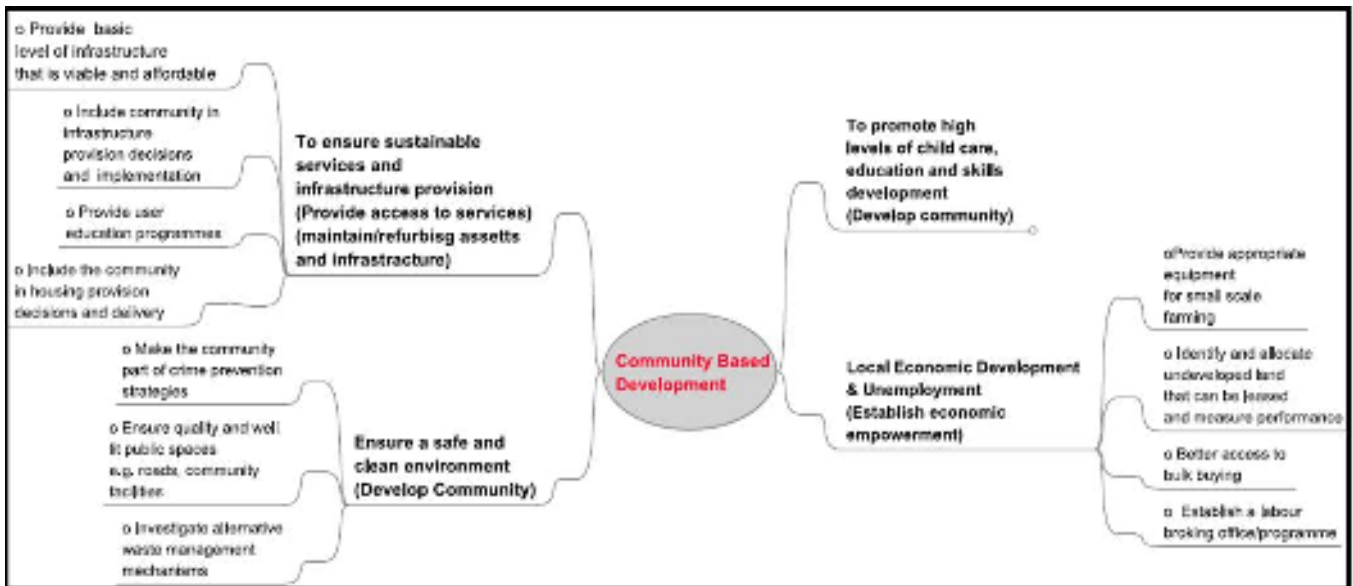 o Provide basic
level of infrastructure
that is viable and affordable
o Include community in
infrastructure
provision decisions
and implementation
o Provide user
education programmes
o Include the community
in housing provision
decisions and delivery
To ensure sustainable
services and
infrastructure provision
(Provide access to services)
(maintain/refurbisg assetts
and infrastracture)
o Make the community
part of crime prevention
strategies
o Ensure quality and well
lit public spaces
e.g. roads, community
facilities
o Investigate alternative
waste management
mechanisms
Ensure a safe and
clean environment
(Develop Community)
Community Based
Development
To promote high
levels of child care,
education and skills
development
(Develop community)
Local Economic Development
& Unemployment
(Establish economic
empowerment)
oProvide appropriate
equipment
for small scale
farming
o Identify and allocate
undeveloped land
that can be leased
and measure performance
o Better access to
bulk buying
o Establish a labour
broking office/programme